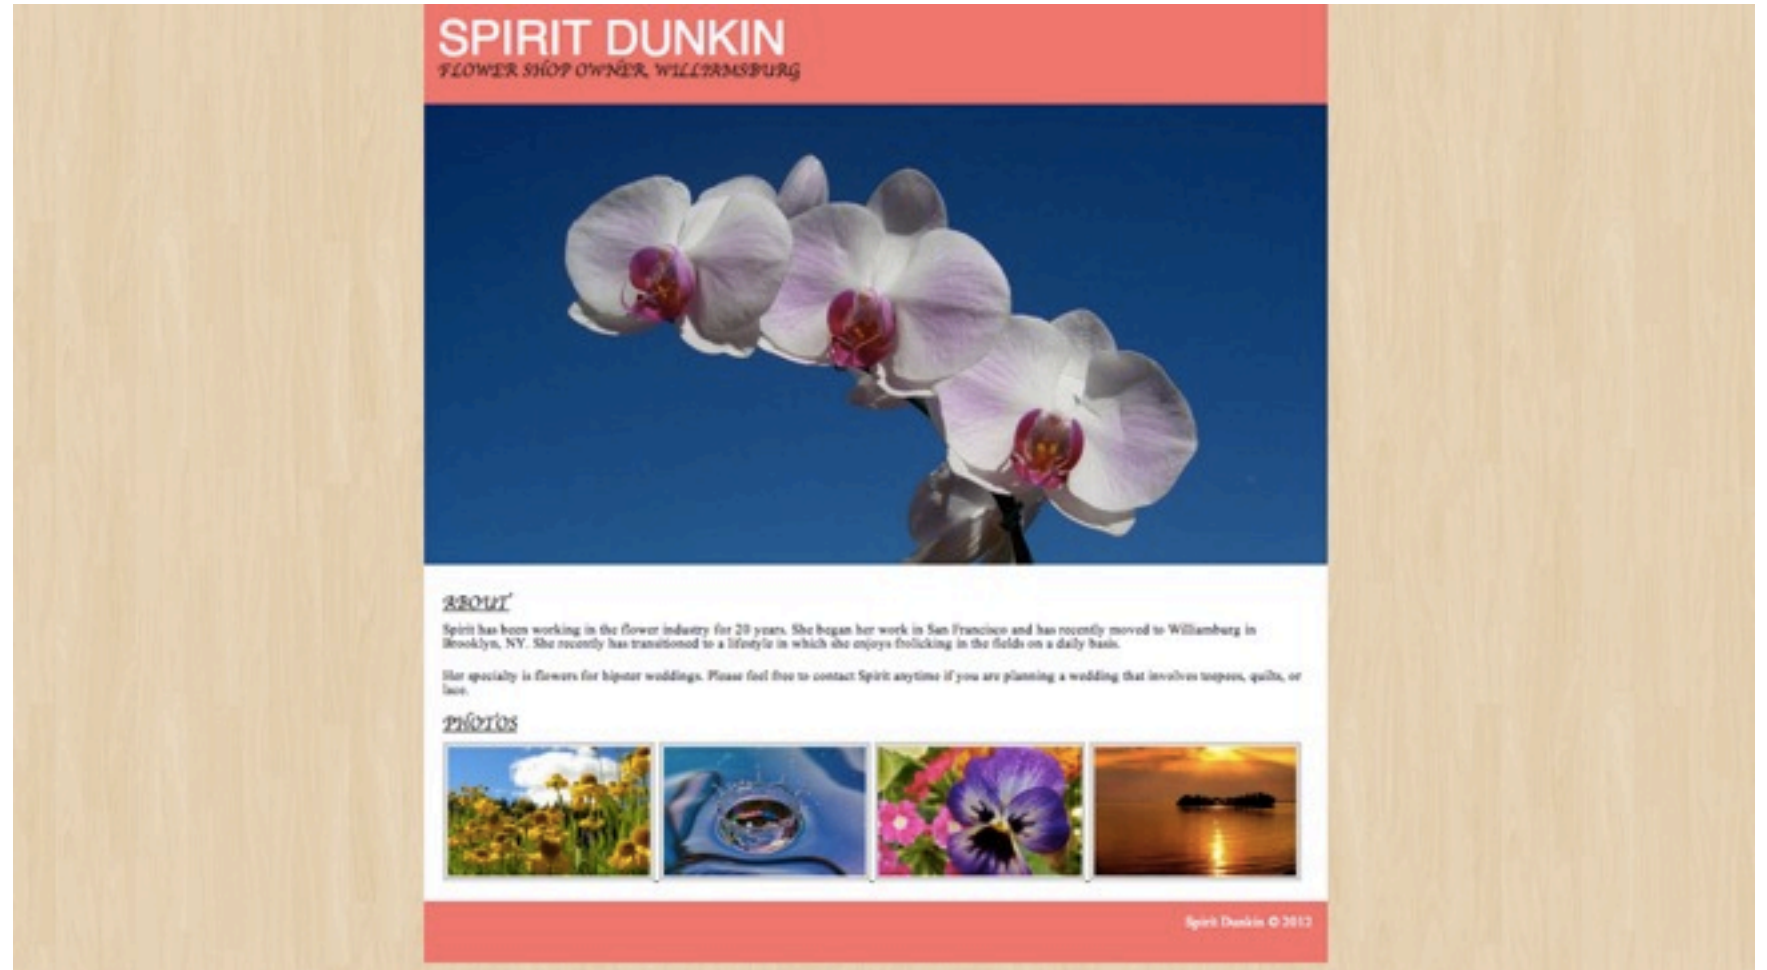 SPIRIT DUNKIN
FLOWER SHOP OWNER, WILLIAMSBURG
ABOUT
Spirit has been working in the flower industry for 20 years. She began her work in San Francisco and has recently moved to Williamburg in
Brooklyn, NY. She recently has transitioned to a lifestyle in which she enjoys frolicking in the fields on a daily basis.
Her specialty is flowers for hipster weddings. Please feel free to contact Spirit anytime if you are planning a wedding that involves teepees, quilts, or
lace.
PHOTOS
Spirit Dunkin © 2012